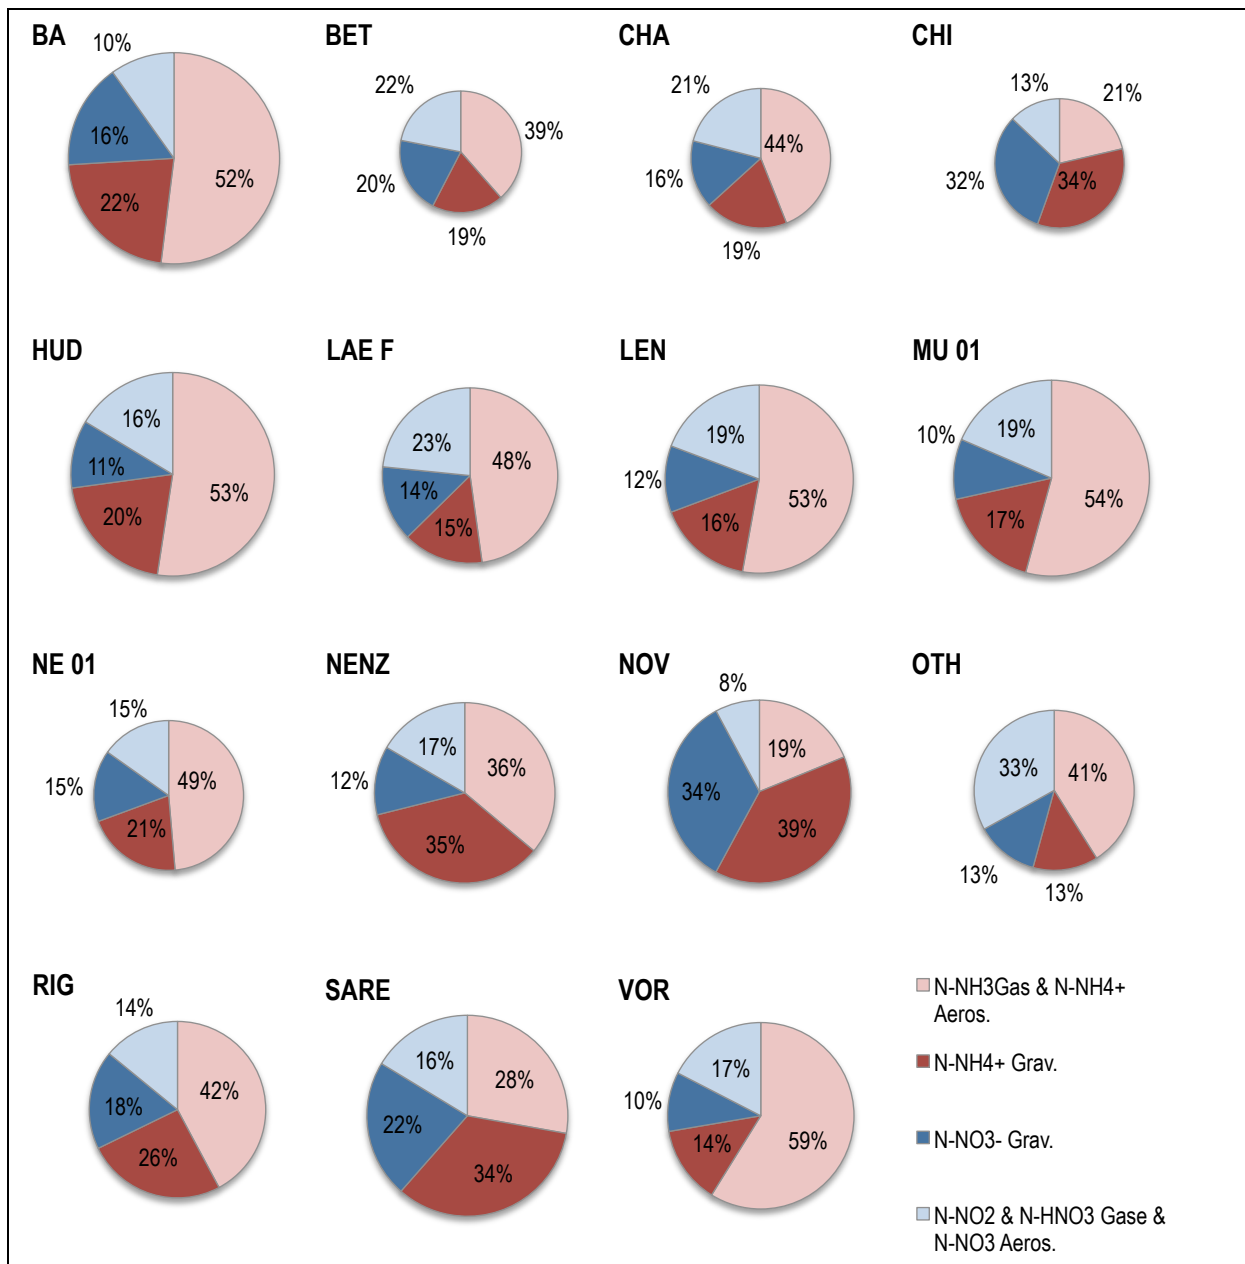 BA
10%
16%
52%
22%
BET
22%
39%
20%
19%
CHA
21%
44%
16%
19%
CHI
13%
21%
32%
34%
HUD
16%
11%
53%
20%
LAE F
23%
48%
14%
15%
LEN
19%
12%
53%
16%
MU 01
19%
10%
54%
17%
NE 01
15%
49%
15%
21%
NENZ
17%
36%
12%
35%
NOV
8%
19%
34%
39%
OTH
33%
41%
13%
13%
RIG
14%
42%
18%
26%
SARE
16%
28%
22%
34%
VOR
17%
10%
59%
14%
N-NH3Gas & N-NH4+
Aeros.
N-NH4+ Grav.
N-NO3- Grav.
N-NO2 & N-HNO3 Gase &
N-NO3 Aeros.